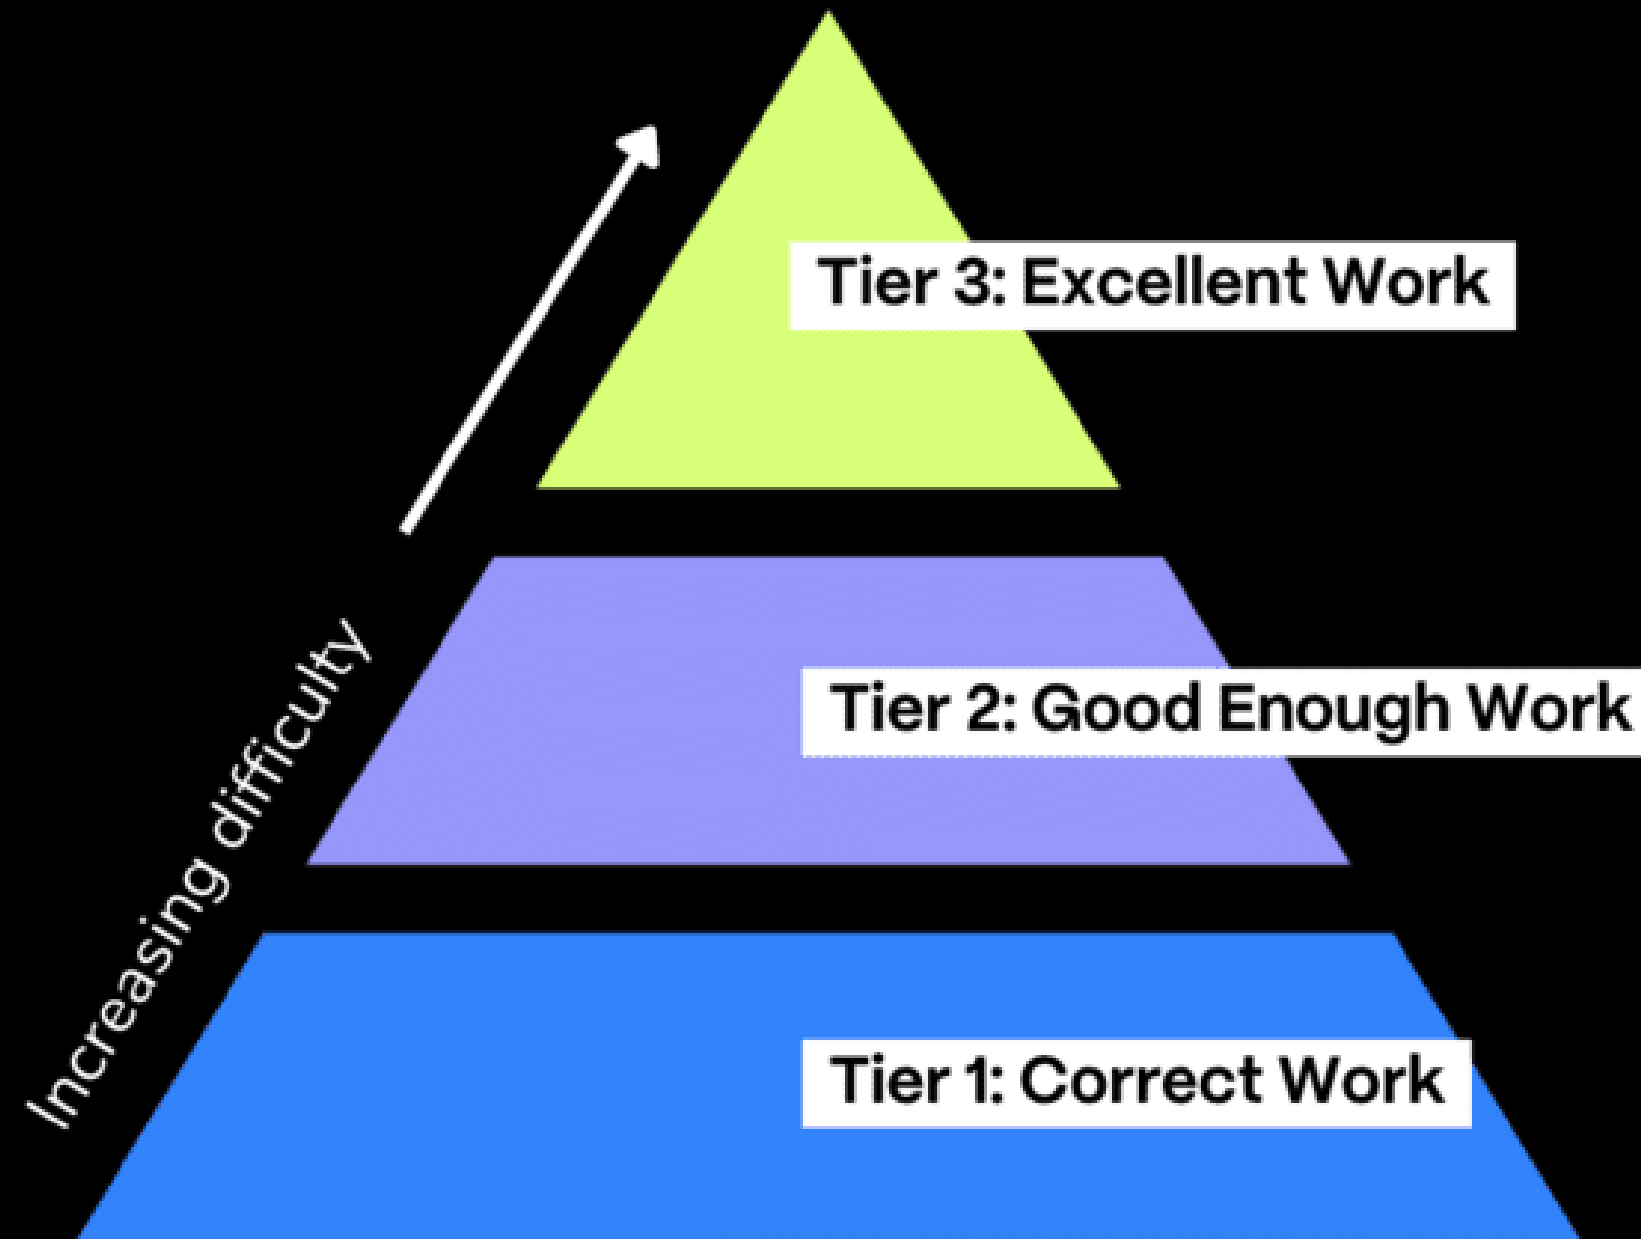 Tier 3: Excellent Work
Tier 2: Good Enough Work
Increasing difficulty
Tier 1: Correct Work